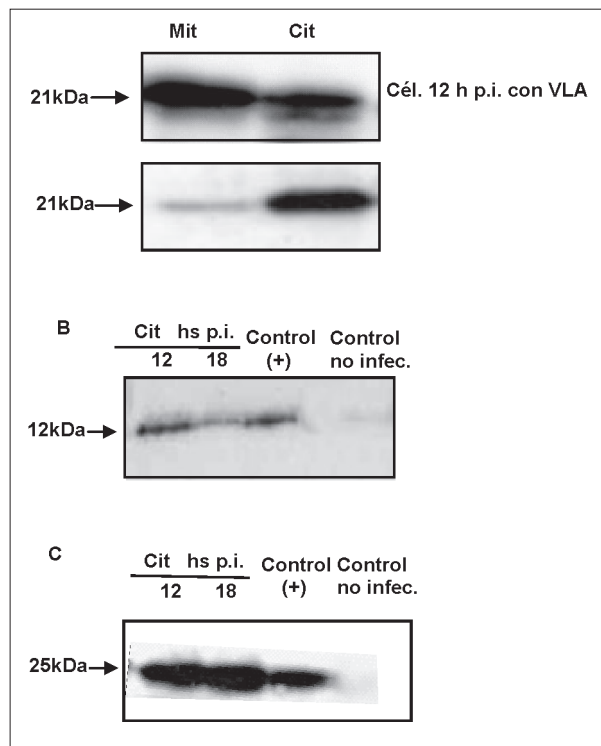 Mit Cit
21kDa
Cél. 12 h p.i. con VLA
21kDa
B
Cit hs p.i. Control Control
12 18 (+) no infec.
12kDa
C
Cit hs p.i. Control Control
12 18 (+) no infec.
25kDa